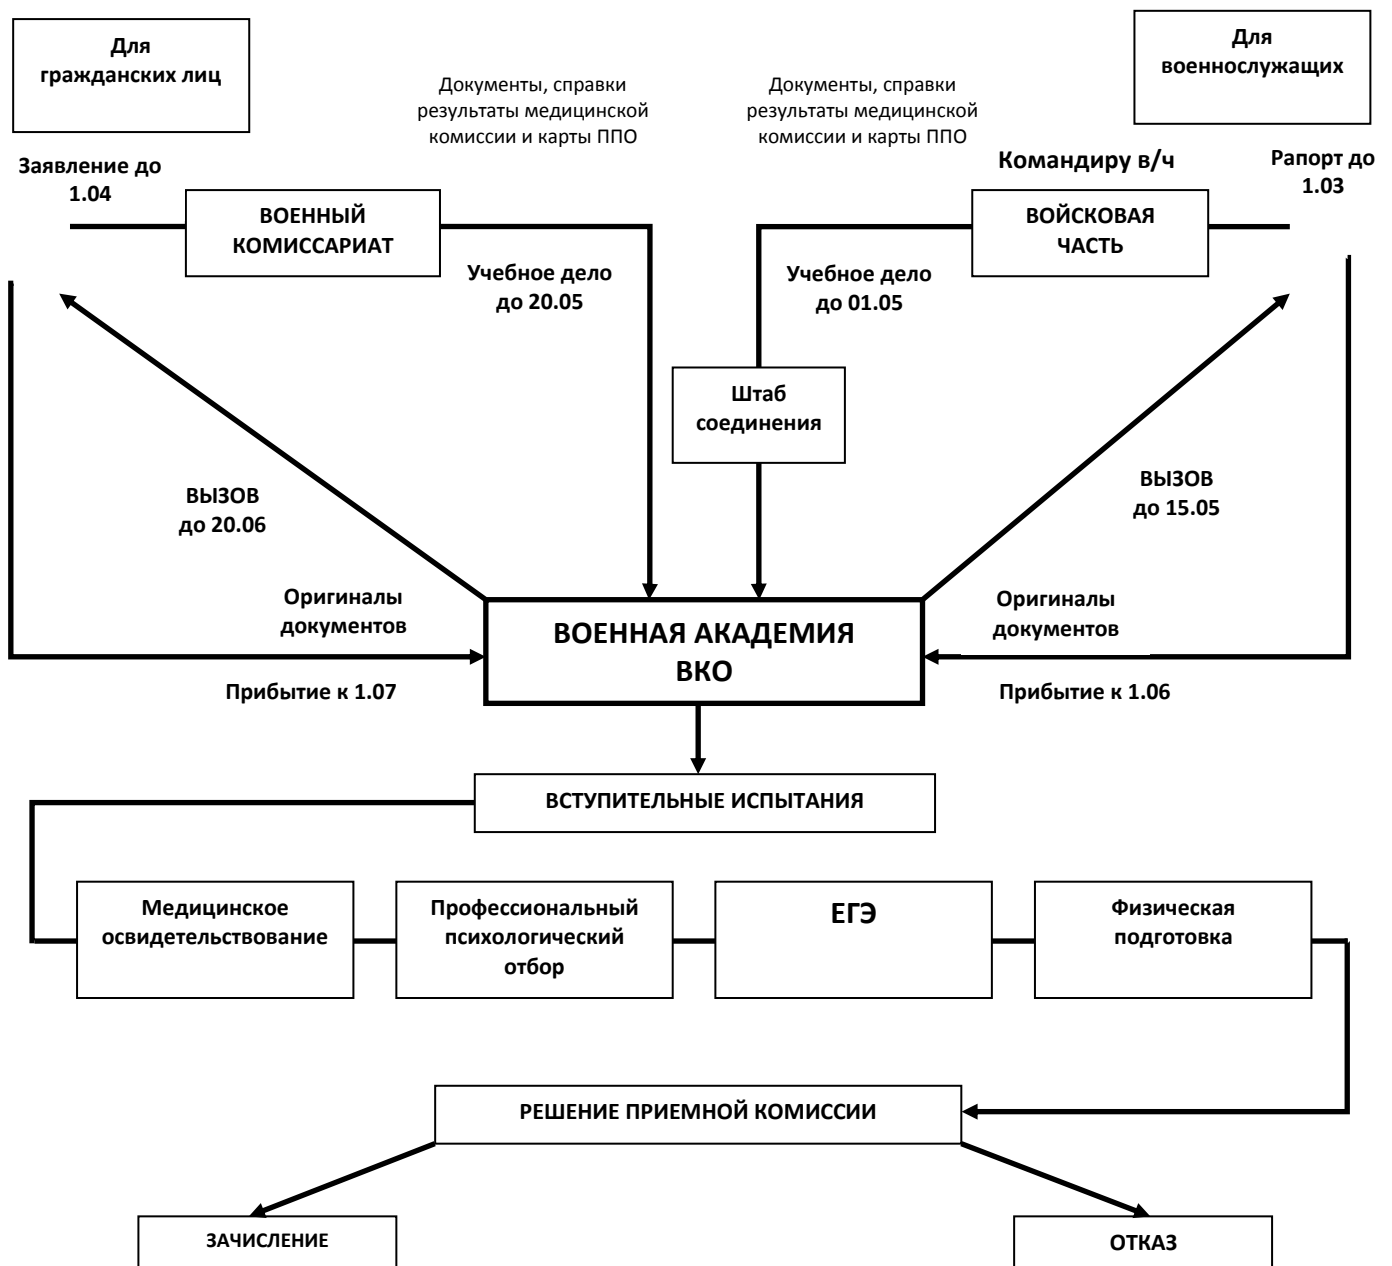 Для
гражданских лиц
Для
военнослужащих
Документы, справки
результаты медицинской
комиссии и карты ППО
Документы, справки
результаты медицинской
комиссии и карты ППО
Заявление до
1.04
Командиру в/ч
Рапорт до
1.03
ВОЕННЫЙ
КОМИССАРИАТ
ВОЙСКОВАЯ
ЧАСТЬ
Учебное дело
до 20.05
Учебное дело
до 01.05
Штаб
соединения
ВЫЗОВ
до 20.06
ВЫЗОВ
до 15.05
Оригиналы
документов
Оригиналы
документов
ВОЕННАЯ АКАДЕМИЯ
ВКО
Прибытие к 1.07
Прибытие к 1.06
ВСТУПИТЕЛЬНЫЕ ИСПЫТАНИЯ
Медицинское
освидетельствование
Профессиональный
психологический
отбор
ЕГЭ
Физическая
подготовка
РЕШЕНИЕ ПРИЕМНОЙ КОМИССИИ
ЗАЧИСЛЕНИЕ
ОТКАЗ